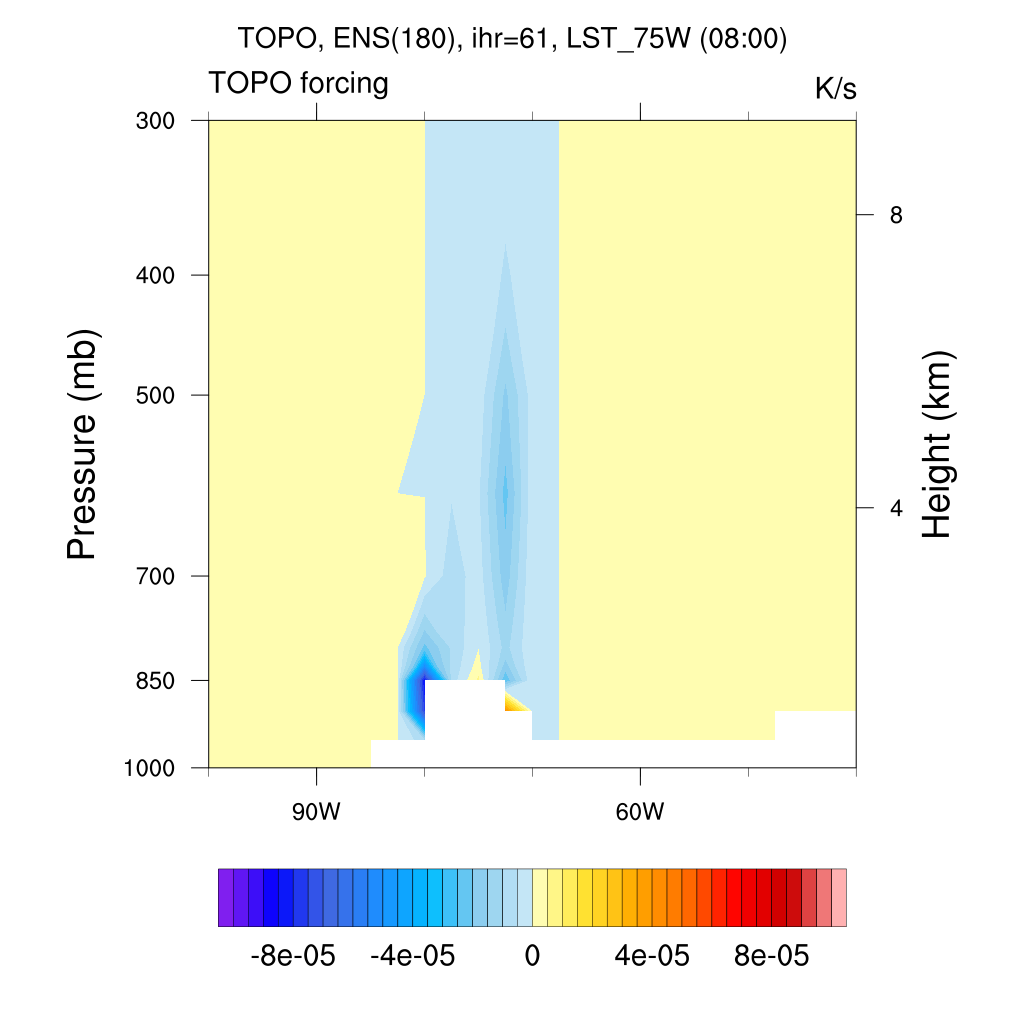 TOPO, ENS(180), ihr=61, LST_75W (08:00)
TOPO forcing
K/s
300
400
500
700
850
1000
Pressure (mb)
8
4
Height (km)
90W
60W
-8e-05
-4e-05
0
4e-05
8e-05